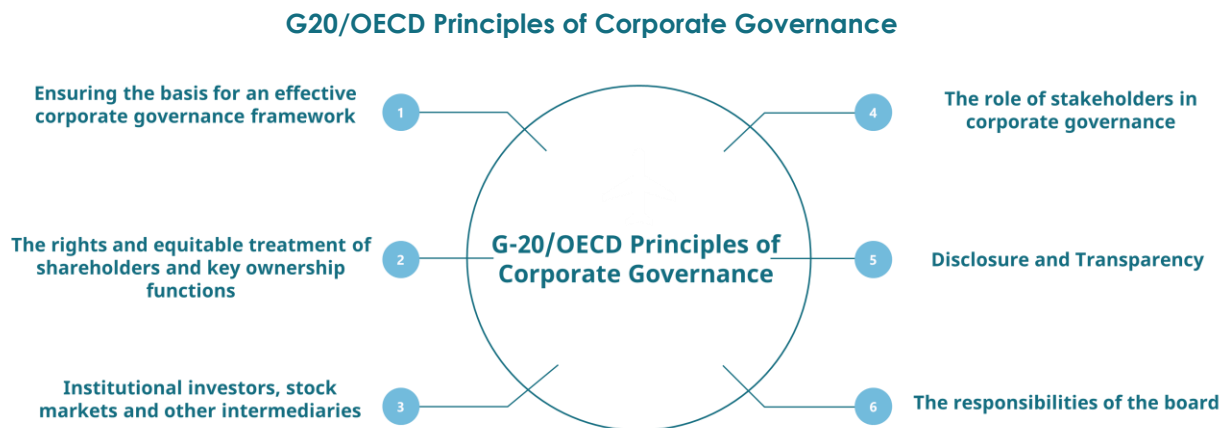 G20/OECD Principles of Corporate Governance
Ensuring the basis for an effective
corporate governance framework
1
The rights and equitable treatment of
shareholders and key ownership
functions
2
Institutional investors, stock
markets and other intermediaries
3
G-20/OECD Principles of
Corporate Governance
4
The role of stakeholders in
corporate governance
5
Disclosure and Transparency
6
The responsibilities of the board